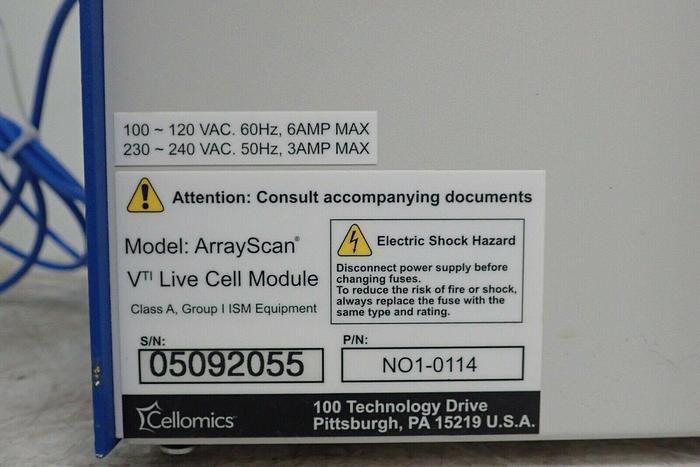 100 ~ 120 VAC. 60Hz, 6AMP MAX
230 ~ 240 VAC. 50Hz, 3AMP MAX
Attention: Consult accompanying documents
Model: ArrayScan®
VTI Live Cell Module
Class A, Group I ISM Equipment
Electric Shock Hazard
Disconnect power supply before
changing fuses.
To reduce the risk of fire or shock,
always replace the fuse with the
same type and rating.
S/N:
05092055
P/N:
NO1-0114
Cellomics™
100 Technology Drive
Pittsburgh, PA 15219 U.S.A.